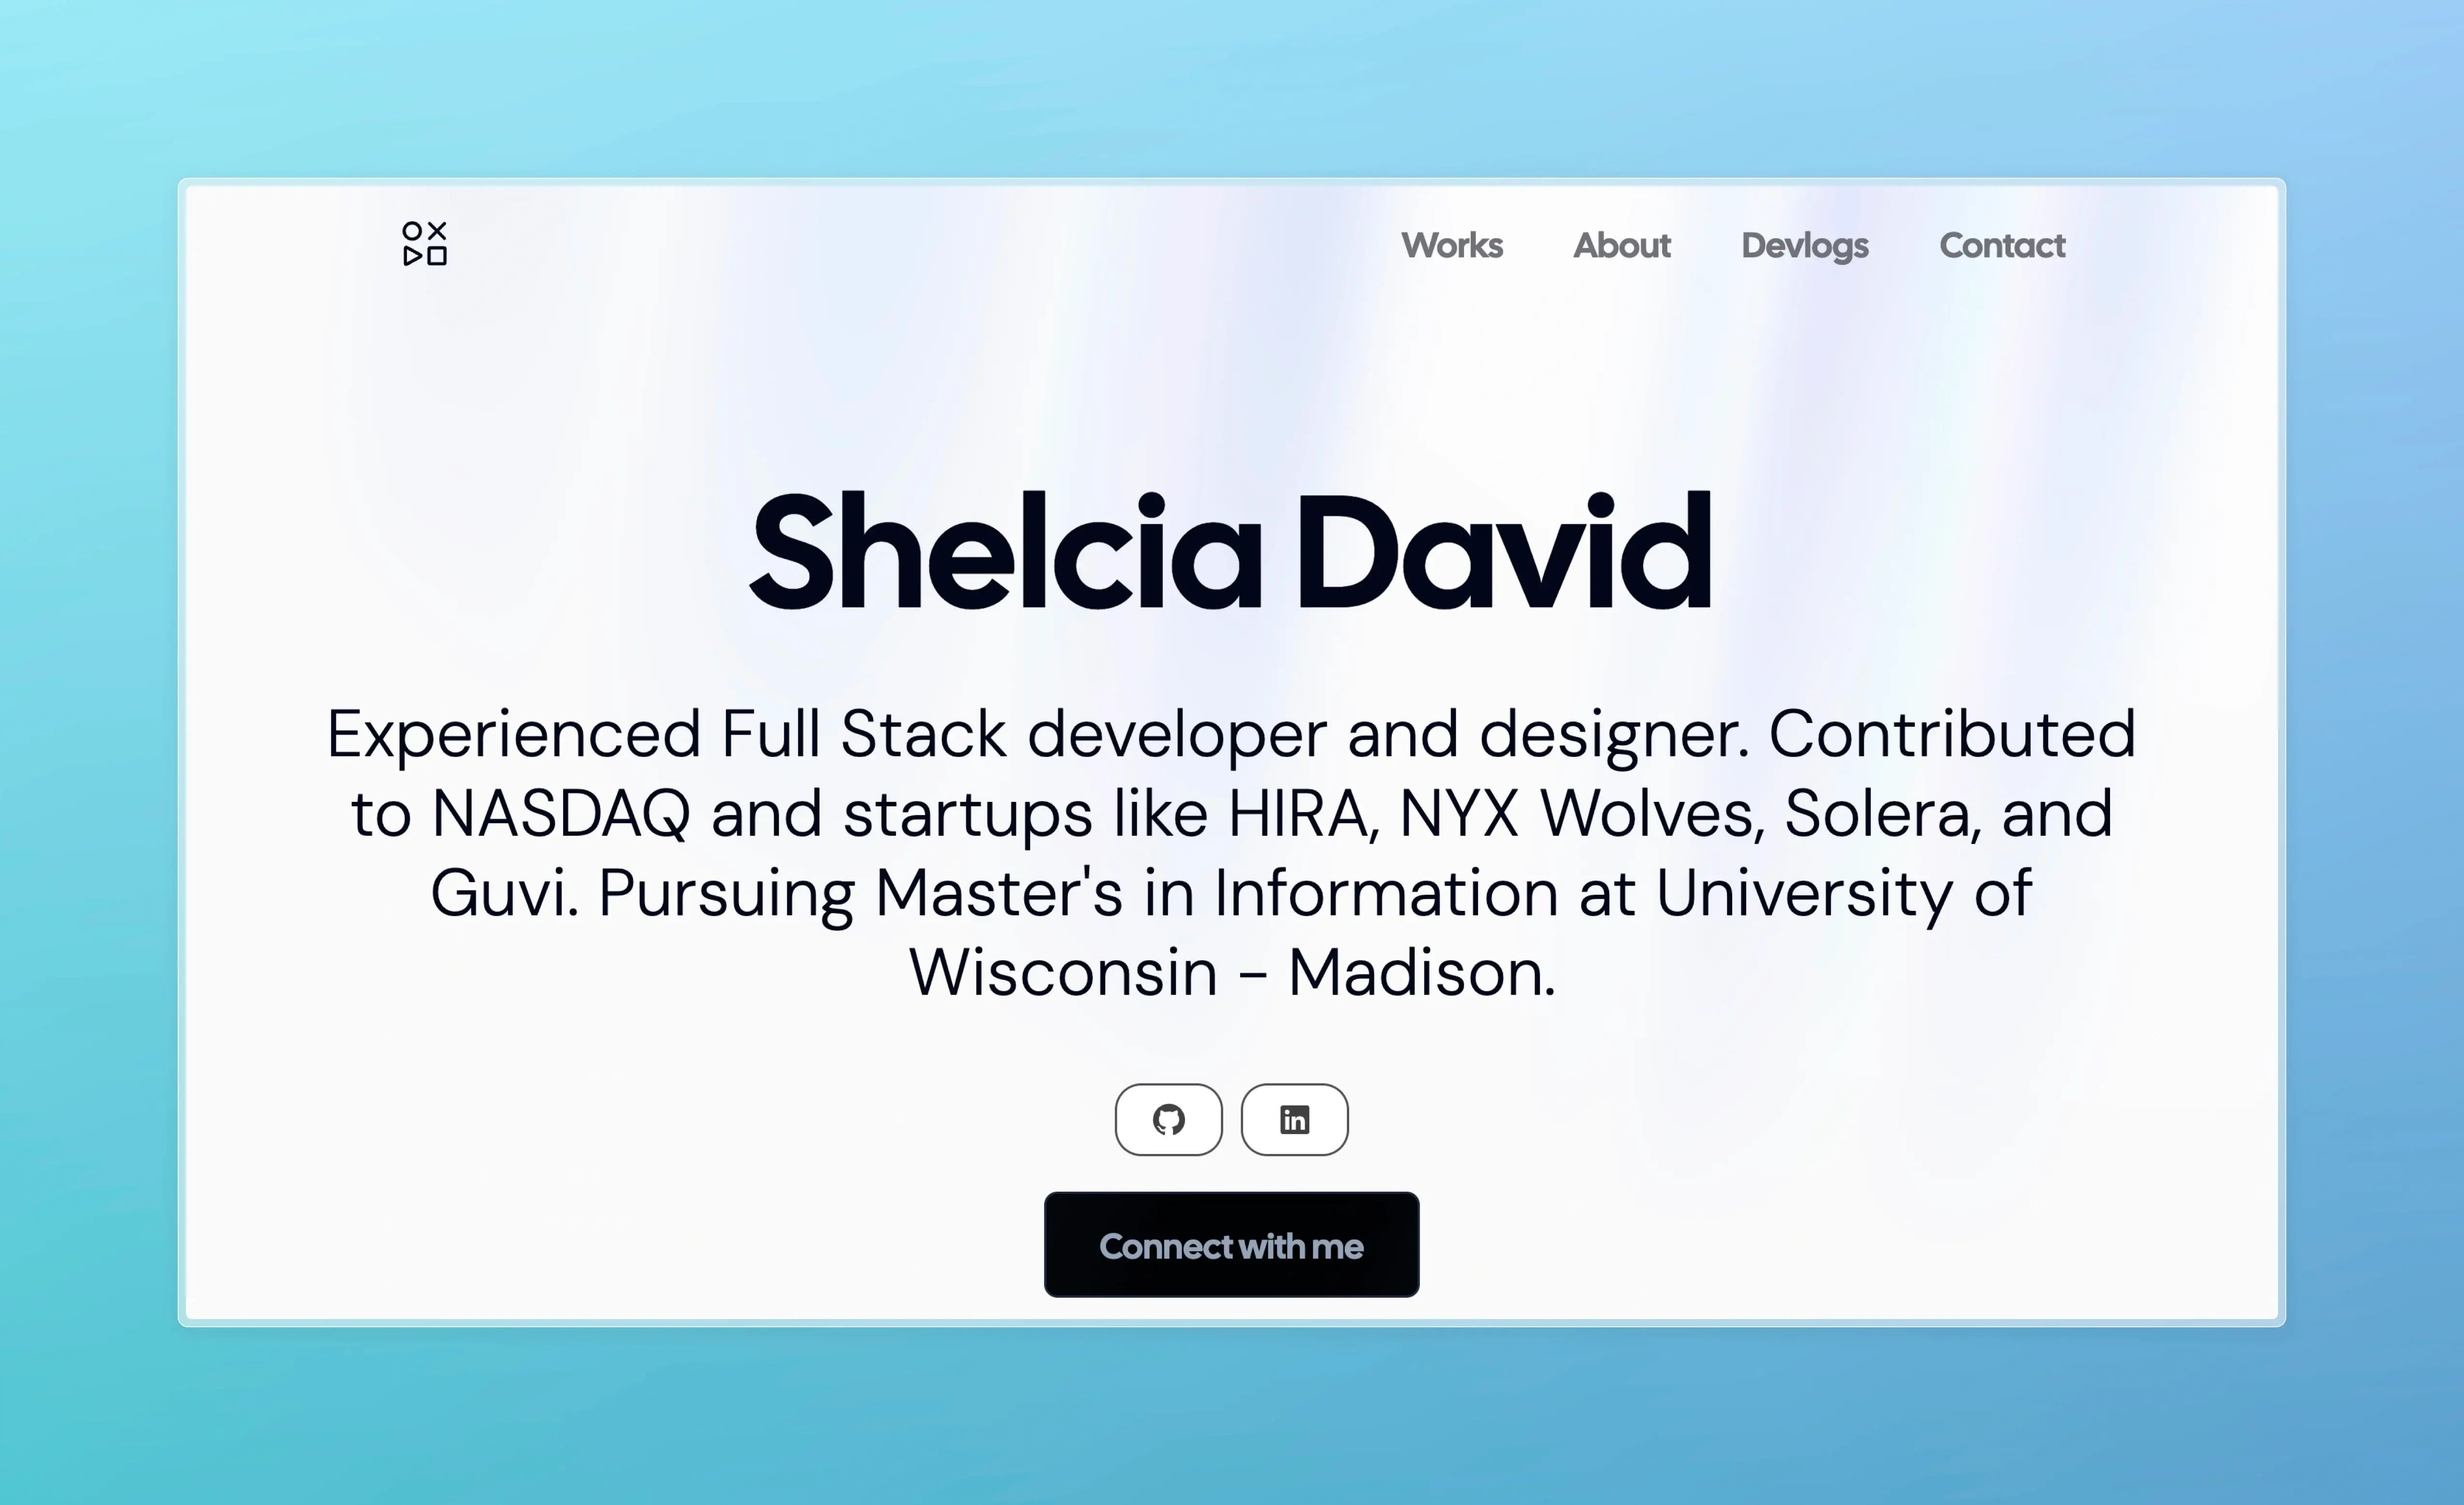 Works About Devlogs Contact
Shelcia David
Experienced Full Stack developer and designer. Contributed
to NASDAQ and startups like HIRA, NYX Wolves, Solera, and
Guvi. Pursuing Master's in Information at University of
Wisconsin – Madison.
in
Connect with me